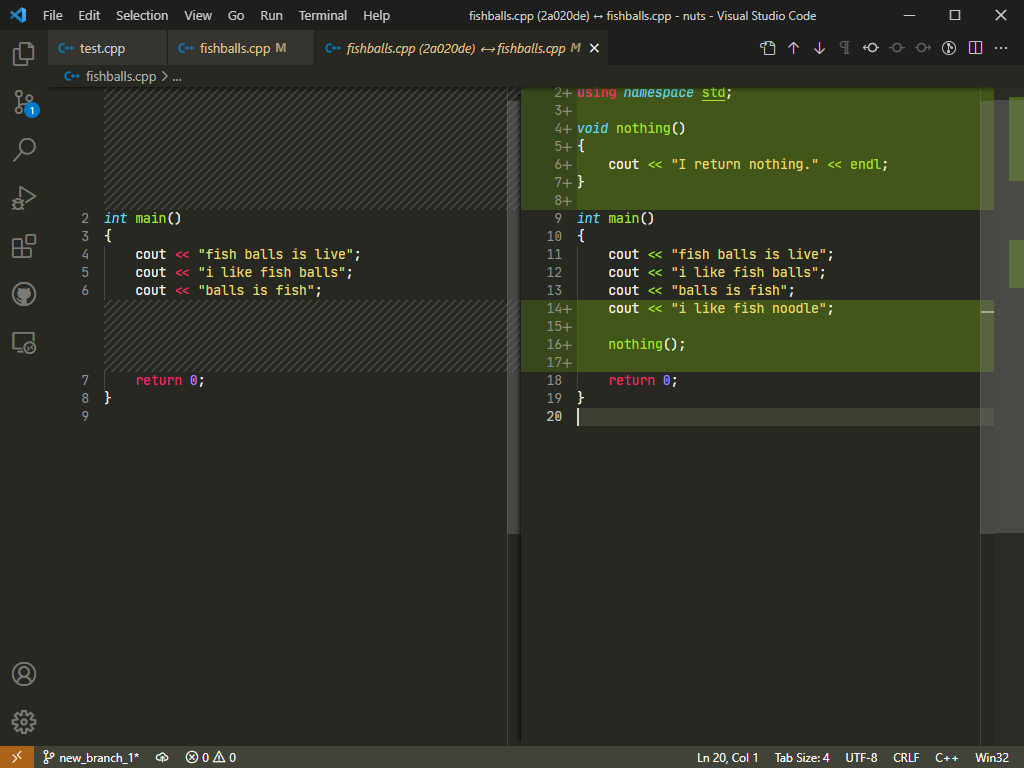 File Edit Selection View Go Run Terminal Help fishballs.cpp (2a020de) ↔ fishballs.cpp - nuts - Visual Studio Code
test.cpp fishballs.cpp M fishballs.cpp (2a020de) ↔ fishballs.cpp M
fishballs.cpp > ...
1
2 int main()
3 {
4 cout << "fish balls is live";
5 cout << "i like fish balls";
6 cout << "balls is fish";
7 return 0;
8 }
9
2+ using namespace std;
3+
4+ void nothing()
5+ {
6+ cout << "I return nothing." << endl;
7+ }
8+
9 int main()
10 {
11 cout << "fish balls is live";
12 cout << "i like fish balls";
13 cout << "balls is fish";
14+ cout << "i like fish noodle";
15+
16+ nothing();
17+
18 return 0;
19 }
20
new_branch_1* 0 0 Ln 20, Col 1 Tab Size: 4 UTF-8 CRLF C++ Win32